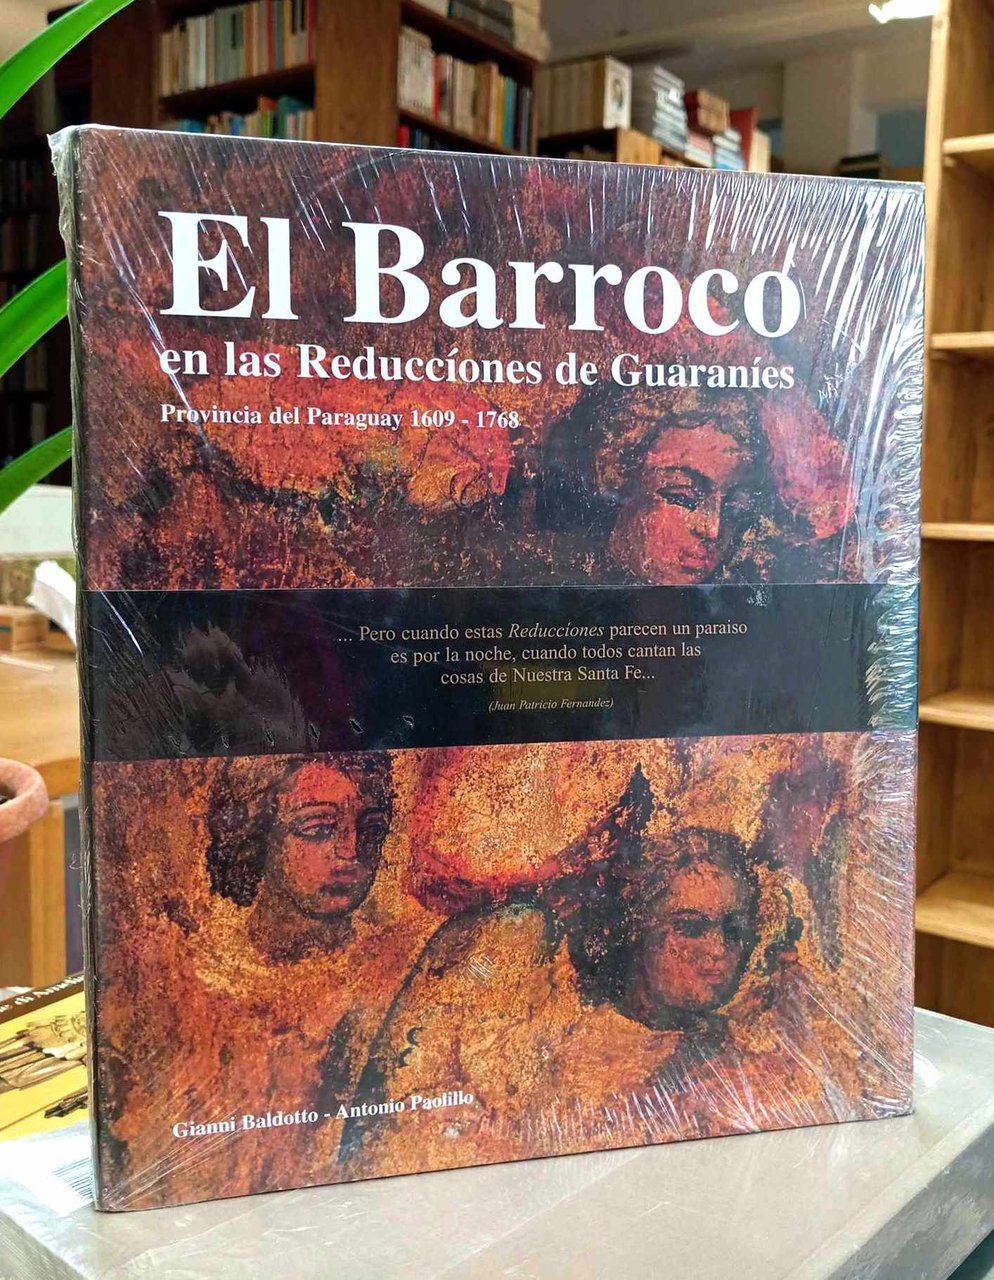 El Barroco
en las Reduccíones de Guaraníes
Provincia del Paraguay 1609 - 1768
... Pero cuando estas Reduccíones parecen un paraiso
es por la noche, cuando todos cantan las
cosas de Nuestra Santa Fe...
(Juan Patricio Fernandez)
Gianni Baldotto - Antonio Paolillo